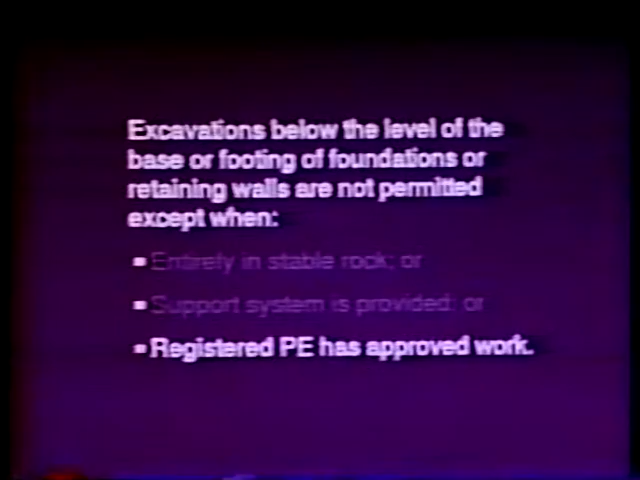 Excavations below the level of the
base or footing of foundations or
retaining walls are not permitted
except when:
Entirely in stable rock; or
Support system is provided; or
Registered PE has approved work.